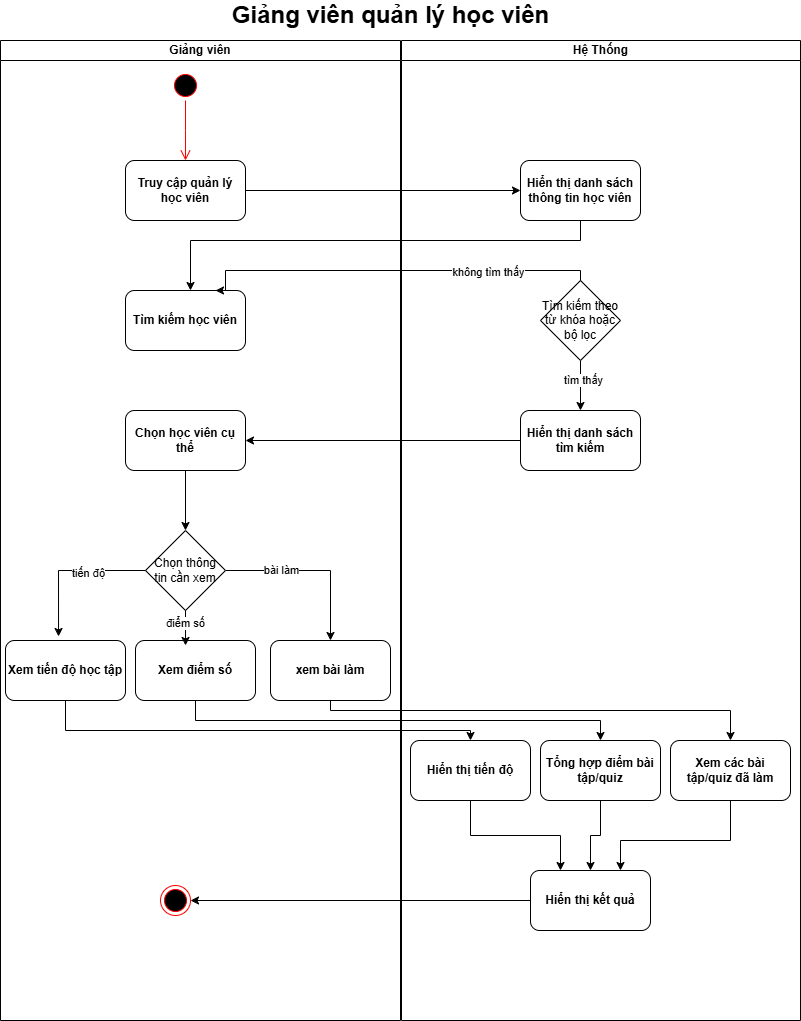 Giảng viên quản lý học viên
Giảng viên
Hệ Thống
Truy cập quản lý
học viên
Hiển thị danh sách
thông tin học viên
không tìm thấy
Tìm kiếm học viên
Tìm kiếm theo
từ khóa hoặc
bộ lọc
tìm thấy
Chọn học viên cụ
thể
Hiển thị danh sách
tìm kiếm
Chọn thông
tin cần xem
tiến độ
bài làm
điểm số
Xem tiến độ học tập
Xem điểm số
xem bài làm
Hiển thị tiến độ
Tổng hợp điểm bài
tập/quiz
Xem các bài
tập/quiz đã làm
Hiển thị kết quả